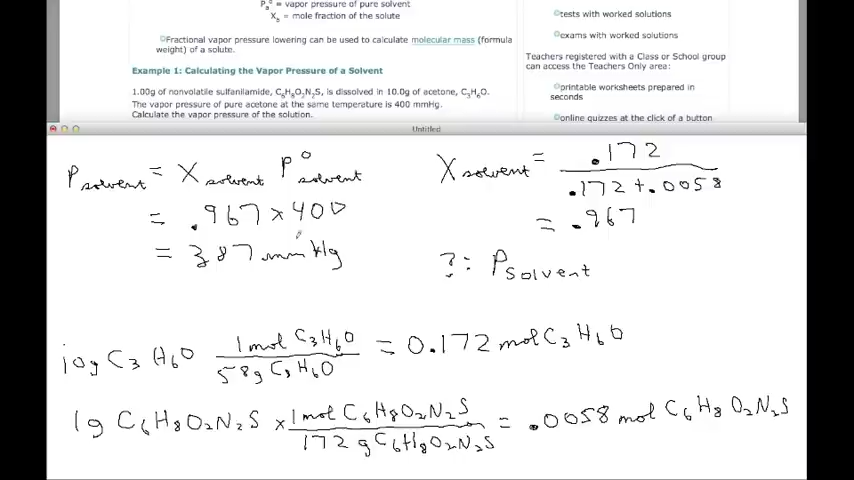 Pₐ° = vapor pressure of pure solvent
Xₛ = mole fraction of the solute
Fractional vapor pressure lowering can be used to calculate molecular mass (formula
weight) of a solute.
Example 1: Calculating the Vapor Pressure of a Solvent
1.00g of nonvolatile sulfanilamide, C₆H₈O₂N₂S, is dissolved in 10.0g of acetone, C₃H₆O.
The vapor pressure of pure acetone at the same temperature is 400 mmHg.
Calculate the vapor pressure of the solution.
tests with worked solutions
exams with worked solutions
Teachers registered with a Class or School group
can access the Teachers Only area:
printable worksheets prepared in
seconds
online quizzes at the click of a button
Untitled
P solvent = X solvent P° solvent
= .967 × 400
= 387 mmHg
X solvent = .172
.172 + .0058
= .967
?: P solvent
10g C₃H₆O 1mol C₃H₆O = 0.172 mol C₃H₆O
58g C₃H₆O
1g C₆H₈O₂N₂S × 1mol C₆H₈O₂N₂S = .0058 mol C₆H₈O₂N₂S
172 g C₆H₈O₂N₂S